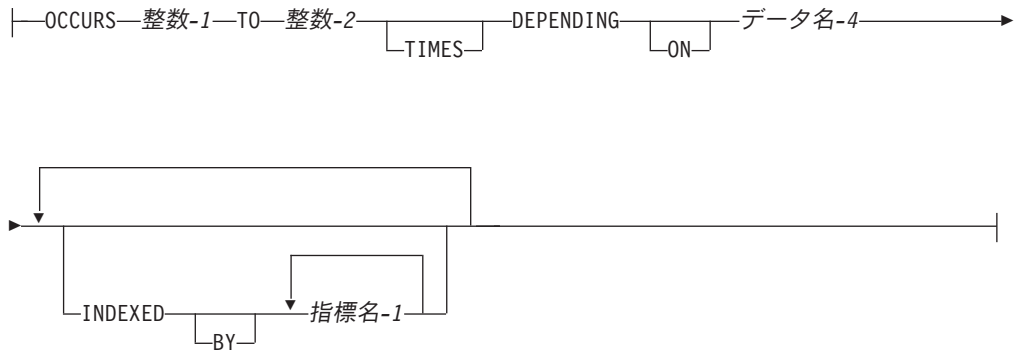 OCCURS 整数-1 TO 整数-2 DEPENDING データ名-4
TIMES ON
INDEXED 指標名-1
BY